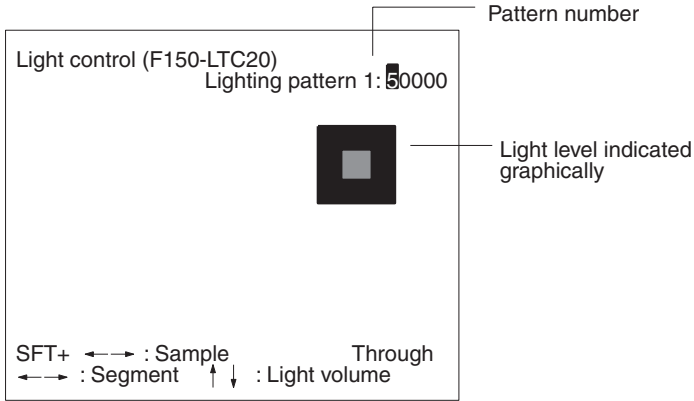 Pattern number
Light control (F150-LTC20)
Lighting pattern 1: 50000
Light level indicated
graphically
SFT+ ←→ : Sample Through
←→ : Segment ↑ ↓ : Light volume